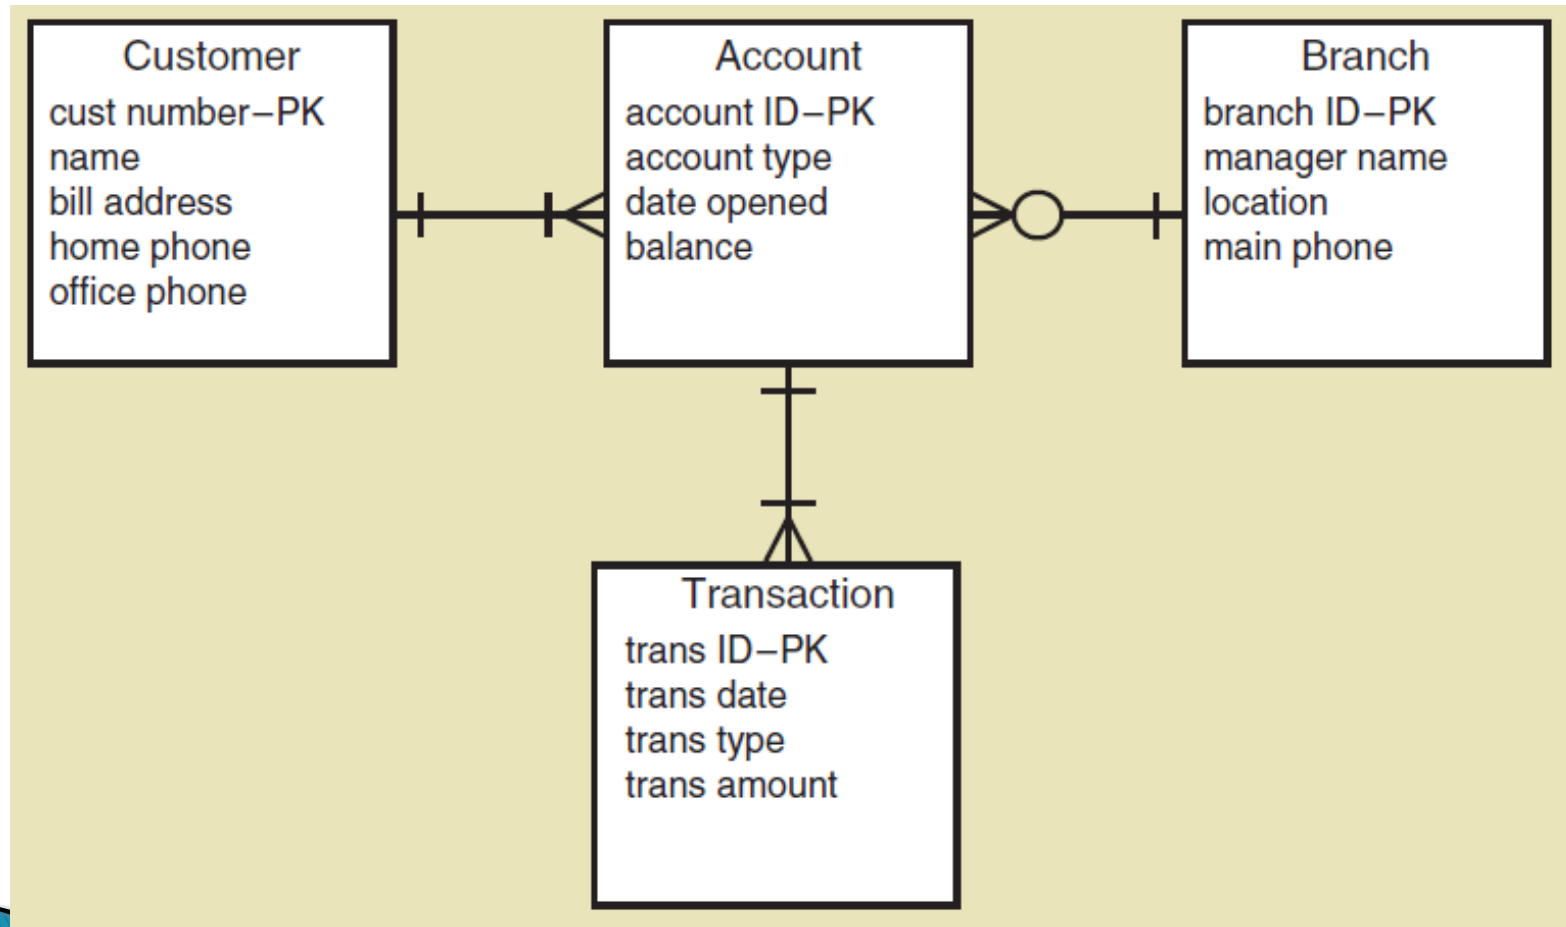 Customer
cust number–PK
name
bill address
home phone
office phone
Account
account ID–PK
account type
date opened
balance
Branch
branch ID–PK
manager name
location
main phone
Transaction
trans ID–PK
trans date
trans type
trans amount